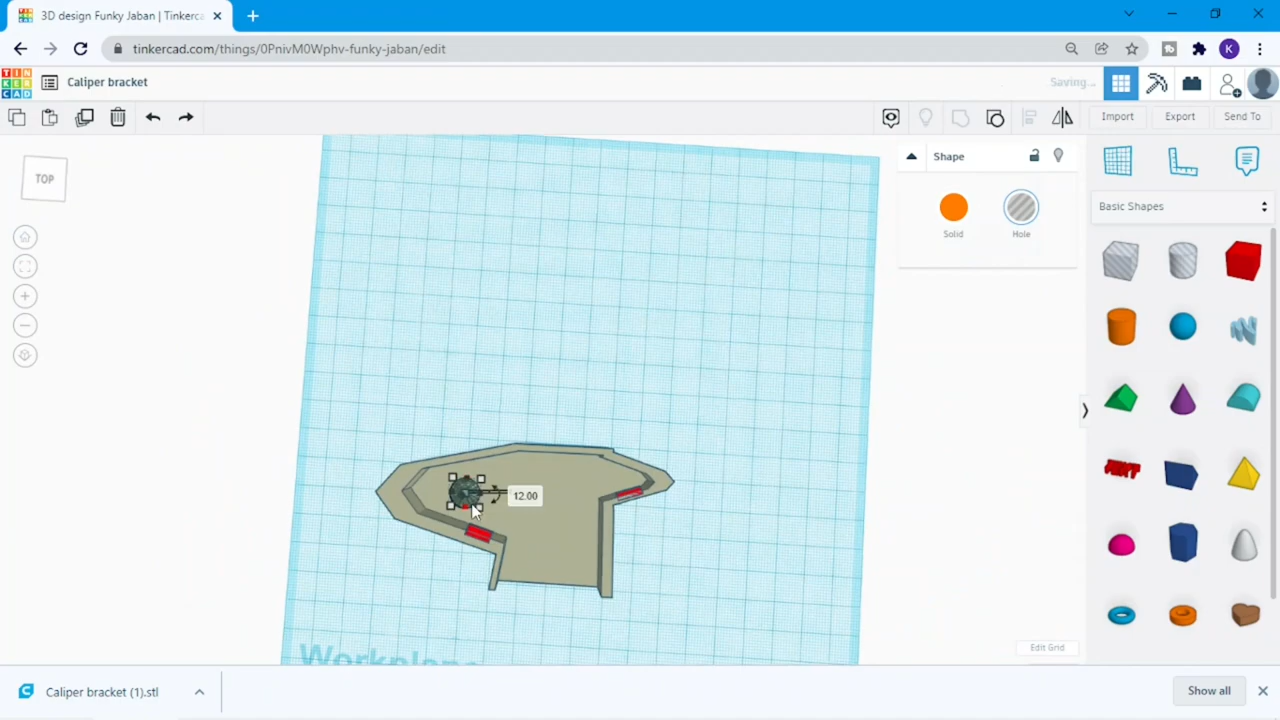 3D design Funky Jaban | Tinkerca
tinkercad.com/things/0PnivM0Wphv-funky-jaban/edit
K
TIN
KER
CAD
Caliper bracket
Saving...
Import
Export
Send To
TOP
Shape
Solid
Hole
Basic Shapes
12.00
Workplane
Edit Grid
Caliper bracket (1).stl
Show all